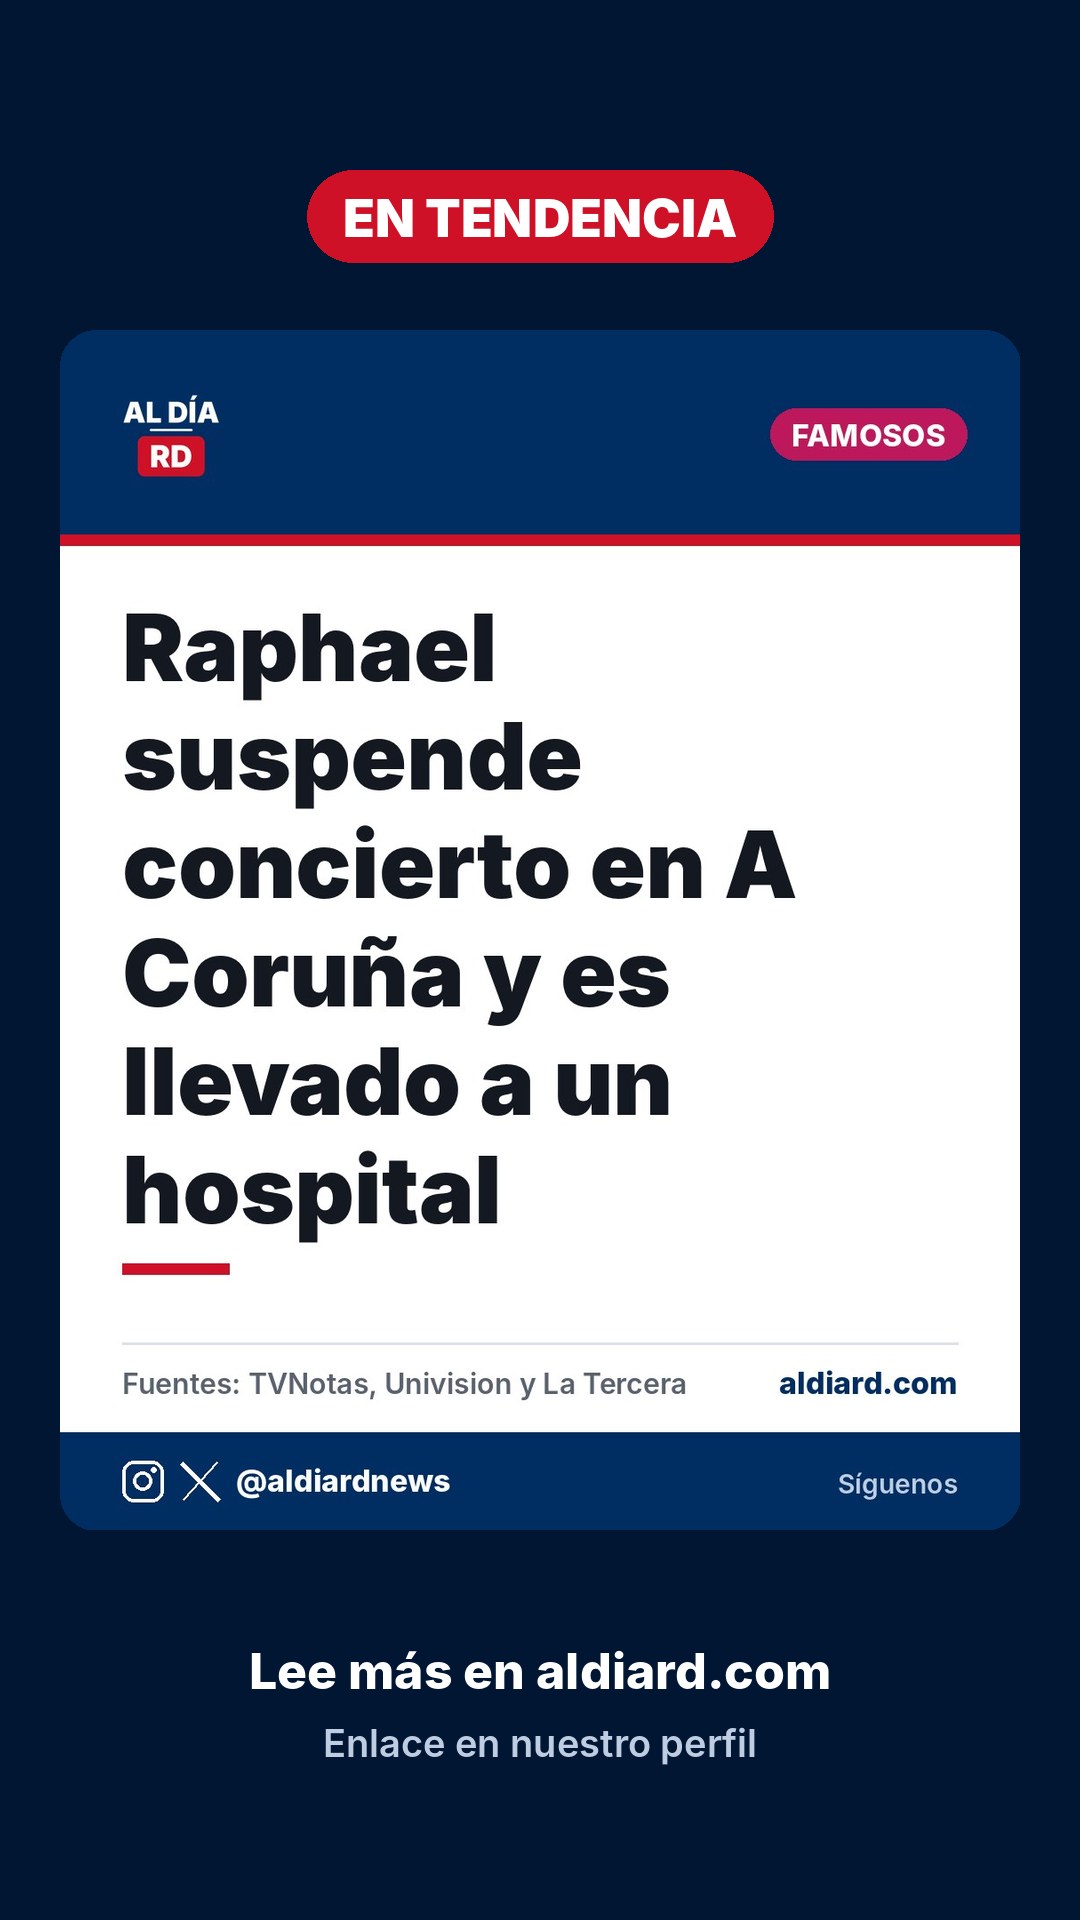 EN TENDENCIA
AL DÍA
RD
FAMOSOS
Raphael
suspende
concierto en A
Coruña y es
llevado a un
hospital
Fuentes: TVNotas, Univision y La Tercera
aldiard.com
@aldiardnews
Síguenos
Lee más en aldiard.com
Enlace en nuestro perfil